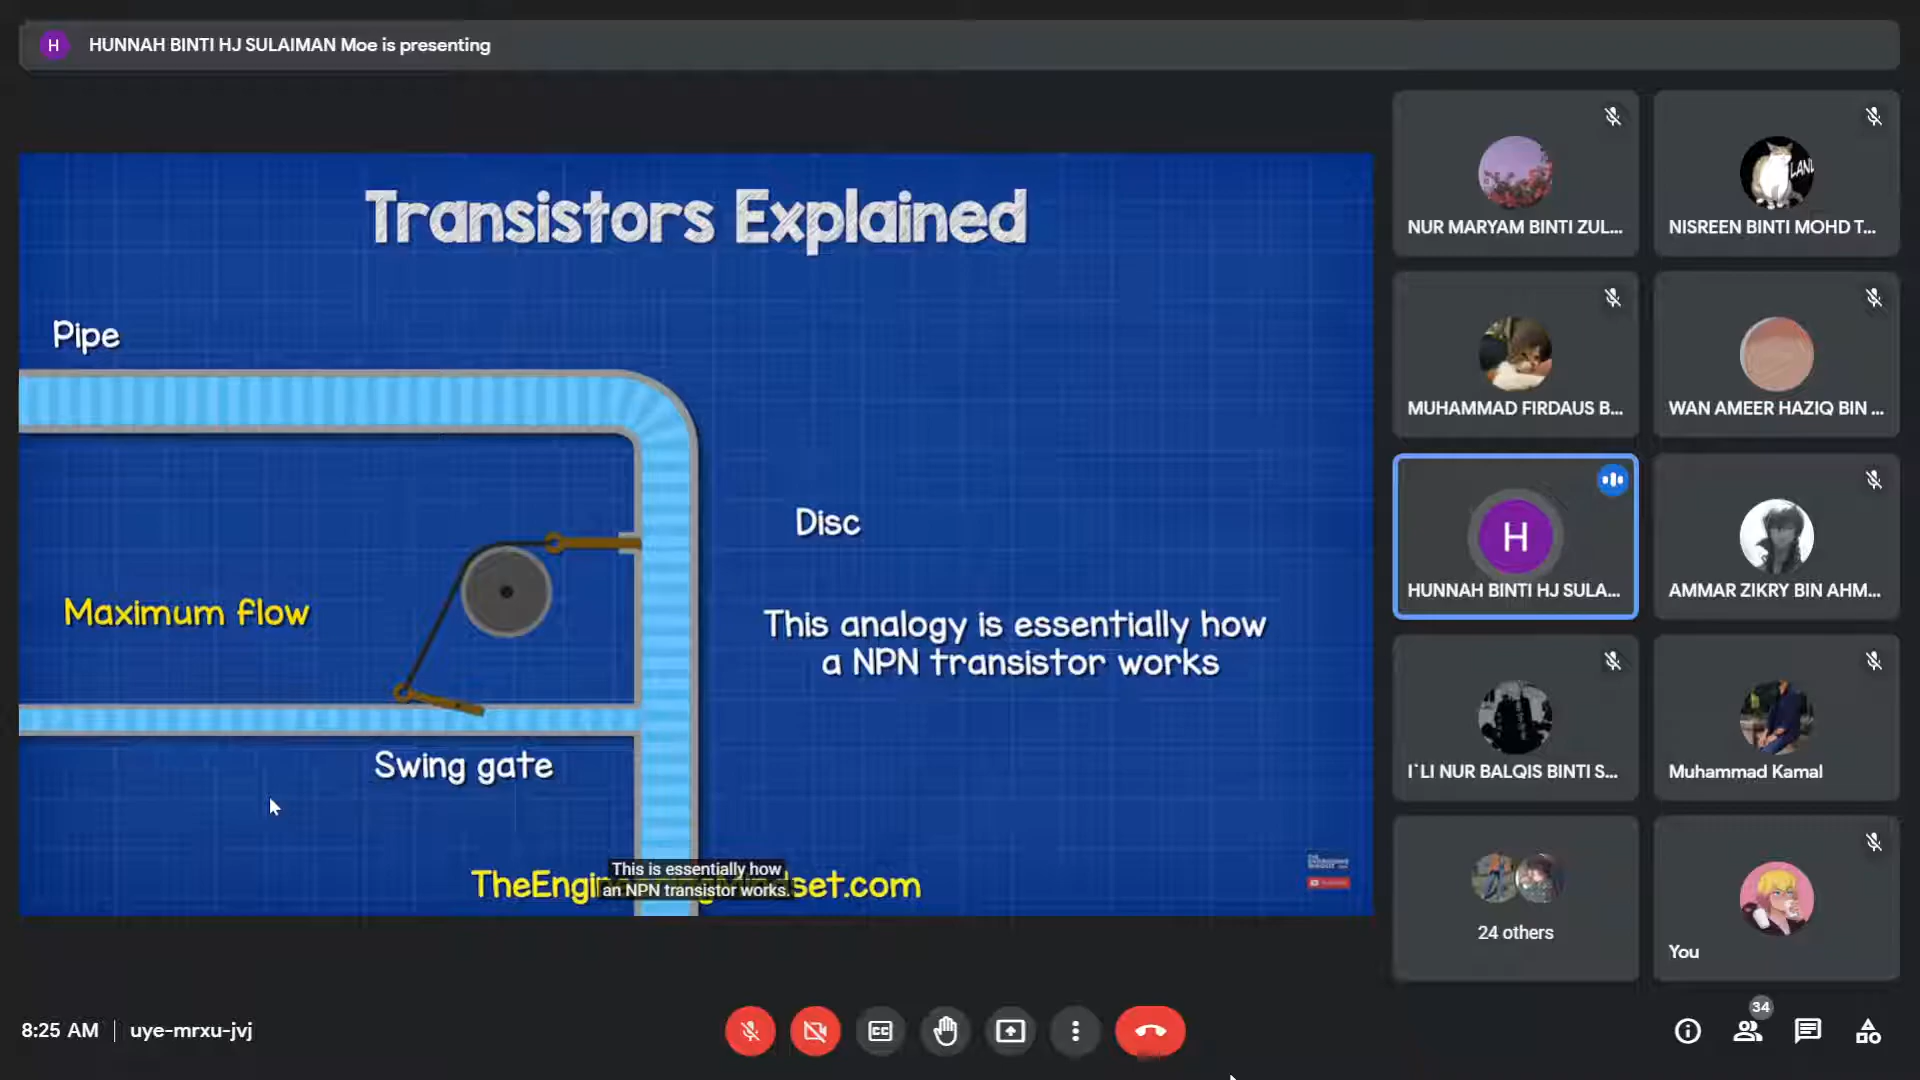 H
HUNNAH BINTI HJ SULAIMAN Moe is presenting
Transistors Explained
Pipe
Disc
Maximum flow
This analogy is essentially how
a NPN transistor works
Swing gate
This is essentially how
an NPN transistor works.
NUR MARYAM BINTI ZUL...
NISREEN BINTI MOHD T...
MUHAMMAD FIRDAUS B...
WAN AMEER HAZIQ BIN ...
H
HUNNAH BINTI HJ SULA...
AMMAR ZIKRY BIN AHM...
I`LI NUR BALQIS BINTI S...
Muhammad Kamal
24 others
You
8:25 AM
uye-mrxu-jvj
CC
34